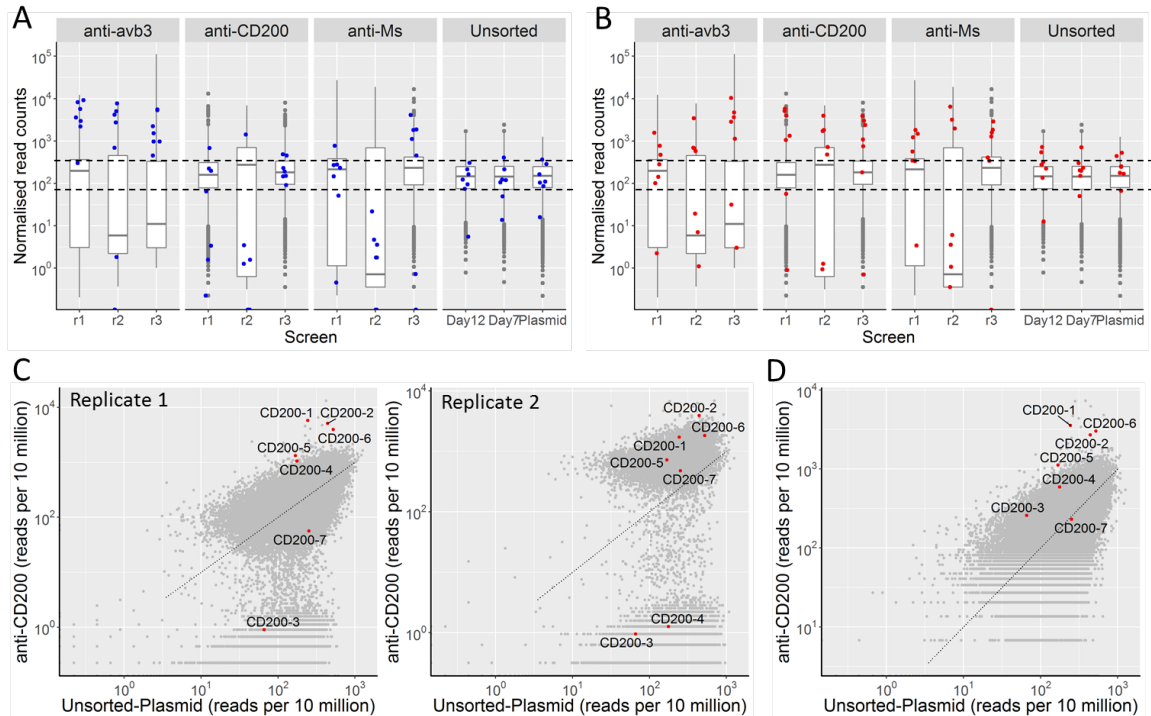 A
B
anti-avb3 anti-CD200 anti-Ms Unsorted
anti-avb3 anti-CD200 anti-Ms Unsorted
Normalised read counts
10⁵
10⁴
10³
10²
10¹
10⁰
r1 r2 r3 r1 r2 r3 r1 r2 r3 Day12 Day7 Plasmid
Screen
Normalised read counts
10⁵
10⁴
10³
10²
10¹
10⁰
r1 r2 r3 r1 r2 r3 r1 r2 r3 Day12 Day7 Plasmid
Screen
C
Replicate 1
anti-CD200 (reads per 10 million)
10⁴
10²
10⁰
CD200-1
CD200-2
CD200-6
CD200-5
CD200-4
CD200-7
CD200-3
10⁰ 10¹ 10² 10³
Unsorted-Plasmid (reads per 10 million)
Replicate 2
anti-CD200 (reads per 10 million)
10⁴
10²
10⁰
CD200-2
CD200-6
CD200-1
CD200-5
CD200-7
CD200-4
CD200-3
10⁰ 10¹ 10² 10³
Unsorted-Plasmid (reads per 10 million)
D
anti-CD200 (reads per 10 million)
10⁴
10³
10²
10¹
CD200-1
CD200-6
CD200-2
CD200-5
CD200-4
CD200-3
CD200-7
10⁰ 10¹ 10² 10³
Unsorted-Plasmid (reads per 10 million)